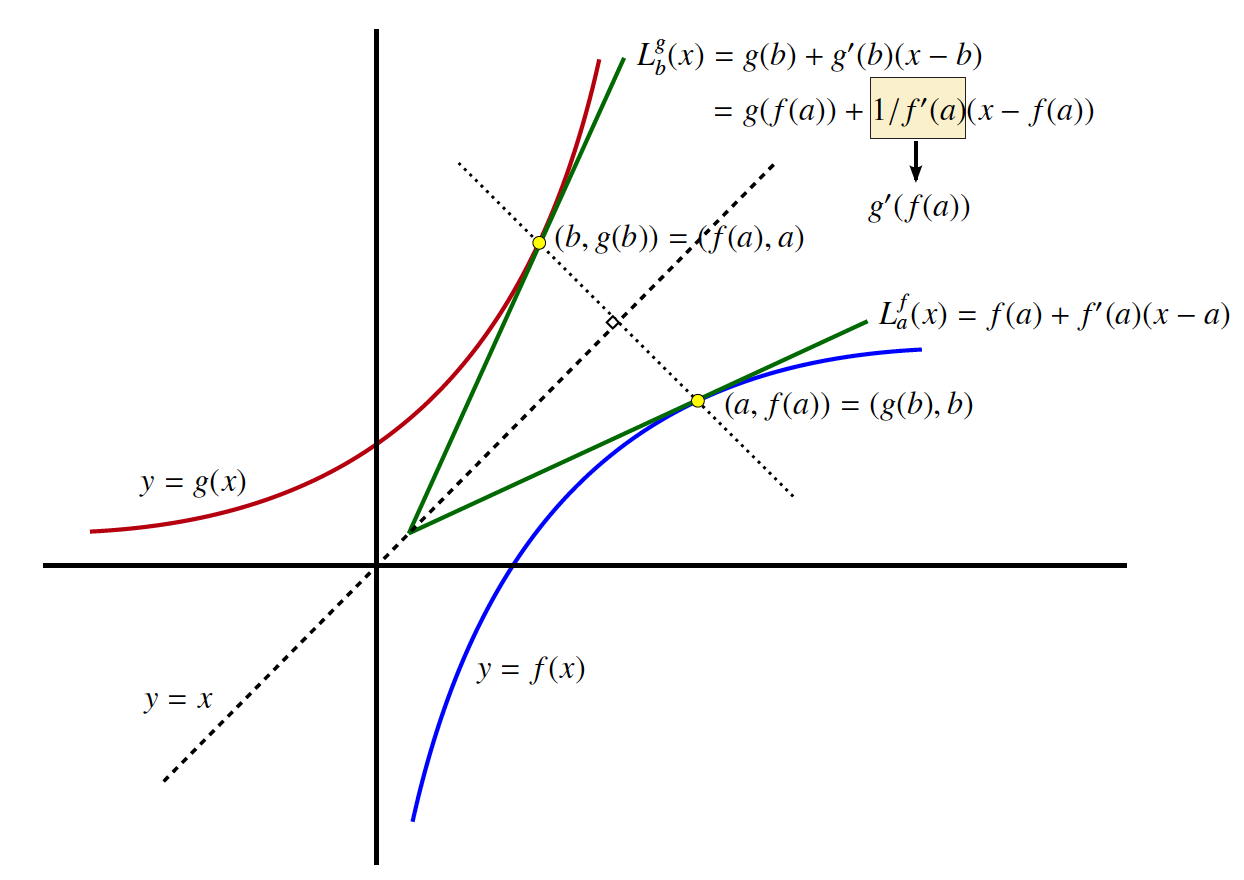 L_b^g(x) = g(b) + g′(b)(x − b)
= g(f(a)) + 1/f′(a)(x − f(a))
g′(f(a))
(b, g(b)) = (f(a), a)
L_a^f(x) = f(a) + f′(a)(x − a)
(a, f(a)) = (g(b), b)
y = g(x)
y = f(x)
y = x